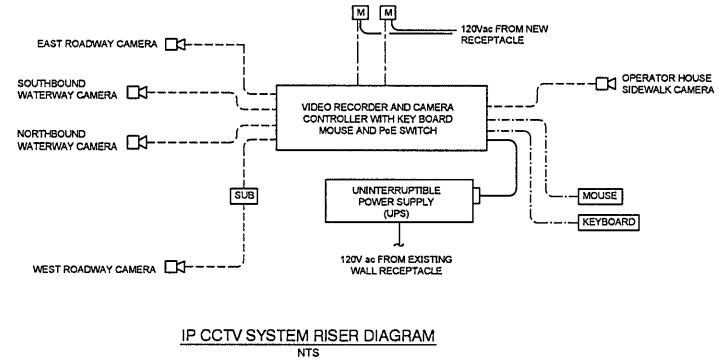 M M
120Vac FROM NEW
RECEPTACLE
EAST ROADWAY CAMERA
SOUTHBOUND
WATERWAY CAMERA
NORTHBOUND
WATERWAY CAMERA
SUB
WEST ROADWAY CAMERA
VIDEO RECORDER AND CAMERA
CONTROLLER WITH KEY BOARD
MOUSE AND PoE SWITCH
OPERATOR HOUSE
SIDEWALK CAMERA
UNINTERRUPTIBLE
POWER SUPPLY
(UPS)
MOUSE
KEYBOARD
120V ac FROM EXISTING
WALL RECEPTACLE
IP CCTV SYSTEM RISER DIAGRAM
NTS